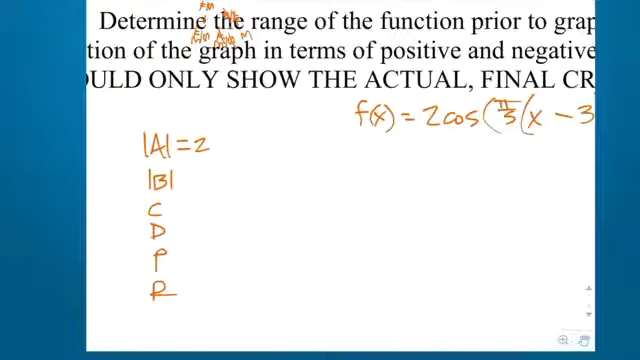 Determine the range of the function prior to grap
tion of the graph in terms of positive and negative
OULD ONLY SHOW THE ACTUAL, FINAL CR
f(x) = 2cos(π/3(x - 3
|A| = 2
|B|
C
D
P
R